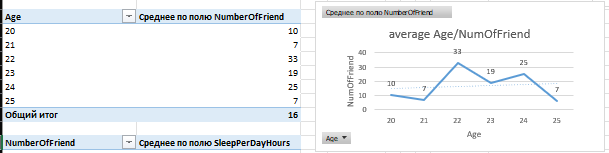 Age Среднее по полю NumberOfFriend
20 10
21 7
22 33
23 19
24 25
25 7
Общий итог 16
NumberOfFriend Среднее по полю SleepPerDayHours
Среднее по полю NumberOfFriend
average Age/NumOfFriend
NumOfFriend
40
30
20
10
0
10 7 33 19 25 7
20 21 22 23 24 25
Age
Age